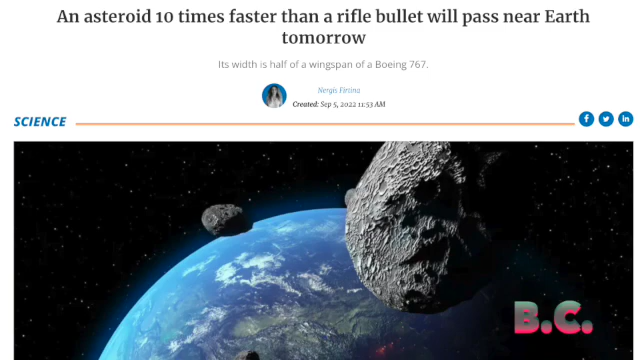 An asteroid 10 times faster than a rifle bullet will pass near Earth
tomorrow
Its width is half of a wingspan of a Boeing 767.
Nergis Firtina
Created: Sep 5, 2022 11:53 AM
SCIENCE
B.C.